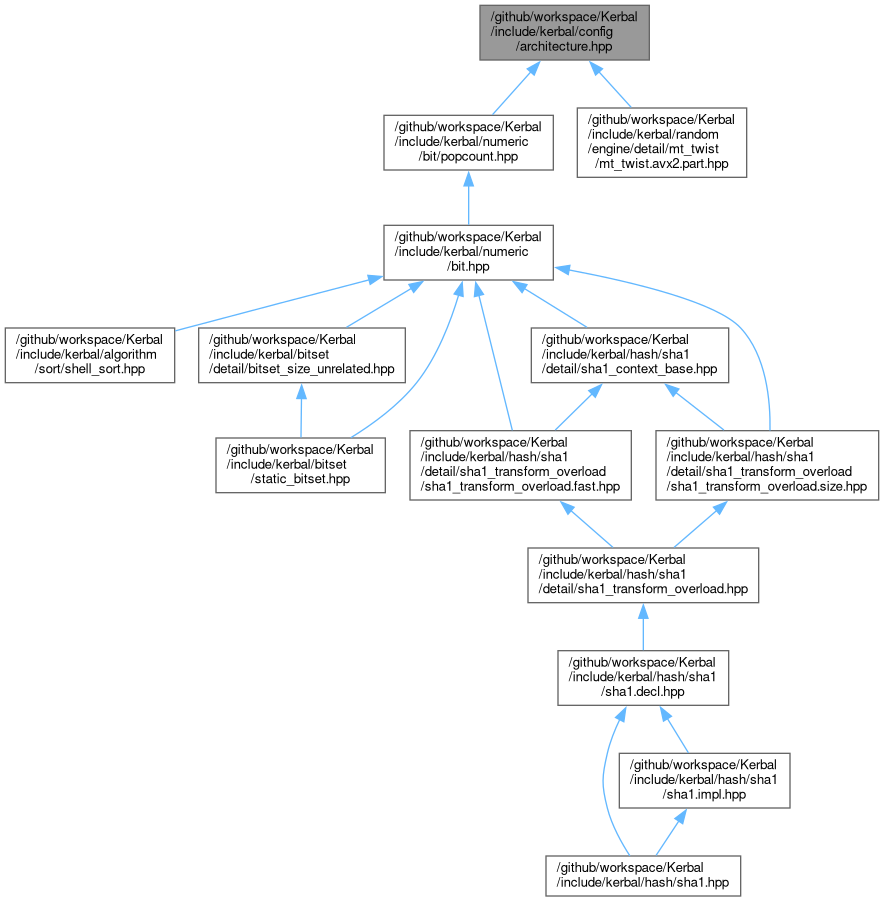 /github/workspace/Kerbal
/include/kerbal/config
/architecture.hpp
/github/workspace/Kerbal
/include/kerbal/numeric
/bit/popcount.hpp
/github/workspace/Kerbal
/include/kerbal/random
/engine/detail/mt_twist
/mt_twist.avx2.part.hpp
/github/workspace/Kerbal
/include/kerbal/numeric
/bit.hpp
/github/workspace/Kerbal
/include/kerbal/algorithm
/sort/shell_sort.hpp
/github/workspace/Kerbal
/include/kerbal/bitset
/detail/bitset_size_unrelated.hpp
/github/workspace/Kerbal
/include/kerbal/hash/sha1
/detail/sha1_context_base.hpp
/github/workspace/Kerbal
/include/kerbal/bitset
/static_bitset.hpp
/github/workspace/Kerbal
/include/kerbal/hash/sha1
/detail/sha1_transform_overload
/sha1_transform_overload.fast.hpp
/github/workspace/Kerbal
/include/kerbal/hash/sha1
/detail/sha1_transform_overload
/sha1_transform_overload.size.hpp
/github/workspace/Kerbal
/include/kerbal/hash/sha1
/detail/sha1_transform_overload.hpp
/github/workspace/Kerbal
/include/kerbal/hash/sha1
/sha1.decl.hpp
/github/workspace/Kerbal
/include/kerbal/hash/sha1
/sha1.impl.hpp
/github/workspace/Kerbal
/include/kerbal/hash/sha1.hpp